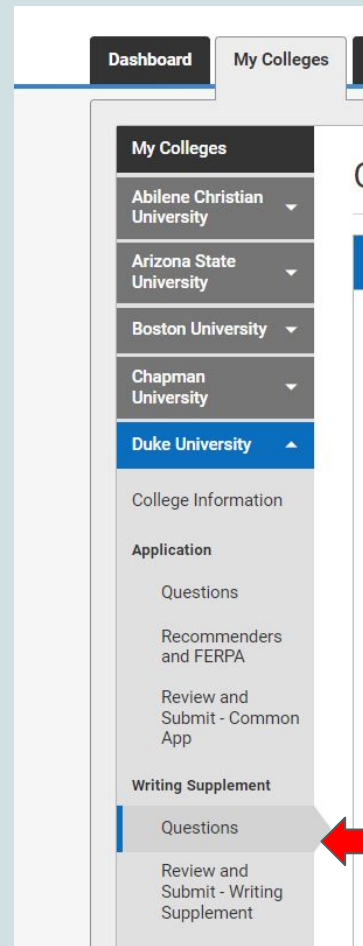 Dashboard My Colleges
My Colleges
Abilene Christian
University
Arizona State
University
Boston University
Chapman
University
Duke University
College Information
Application
Questions
Recommenders
and FERPA
Review and
Submit - Common
App
Writing Supplement
Questions
Review and
Submit - Writing
Supplement